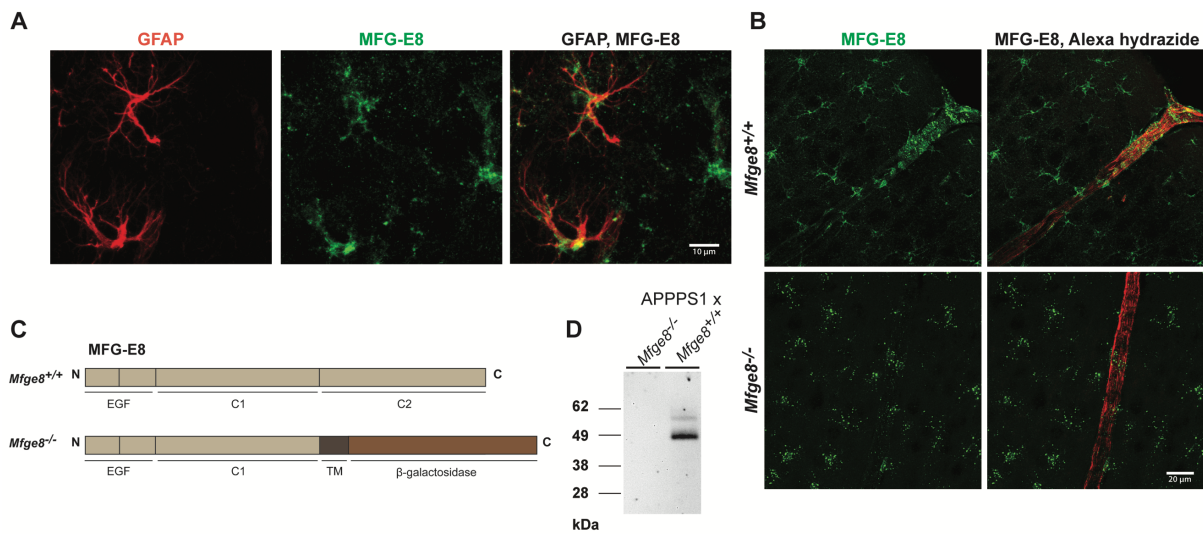 A
GFAP
MFG-E8
GFAP, MFG-E8
10 µm
B
MFG-E8
MFG-E8, Alexa hydrazide
Mfge8+/+
Mfge8-/-
20 µm
C
MFG-E8
Mfge8+/+
N
C
EGF
C1
C2
Mfge8-/-
N
C
EGF
C1
TM
β-galactosidase
D
APPPS1 x
Mfge8-/-
Mfge8+/+
62
49
38
28
kDa